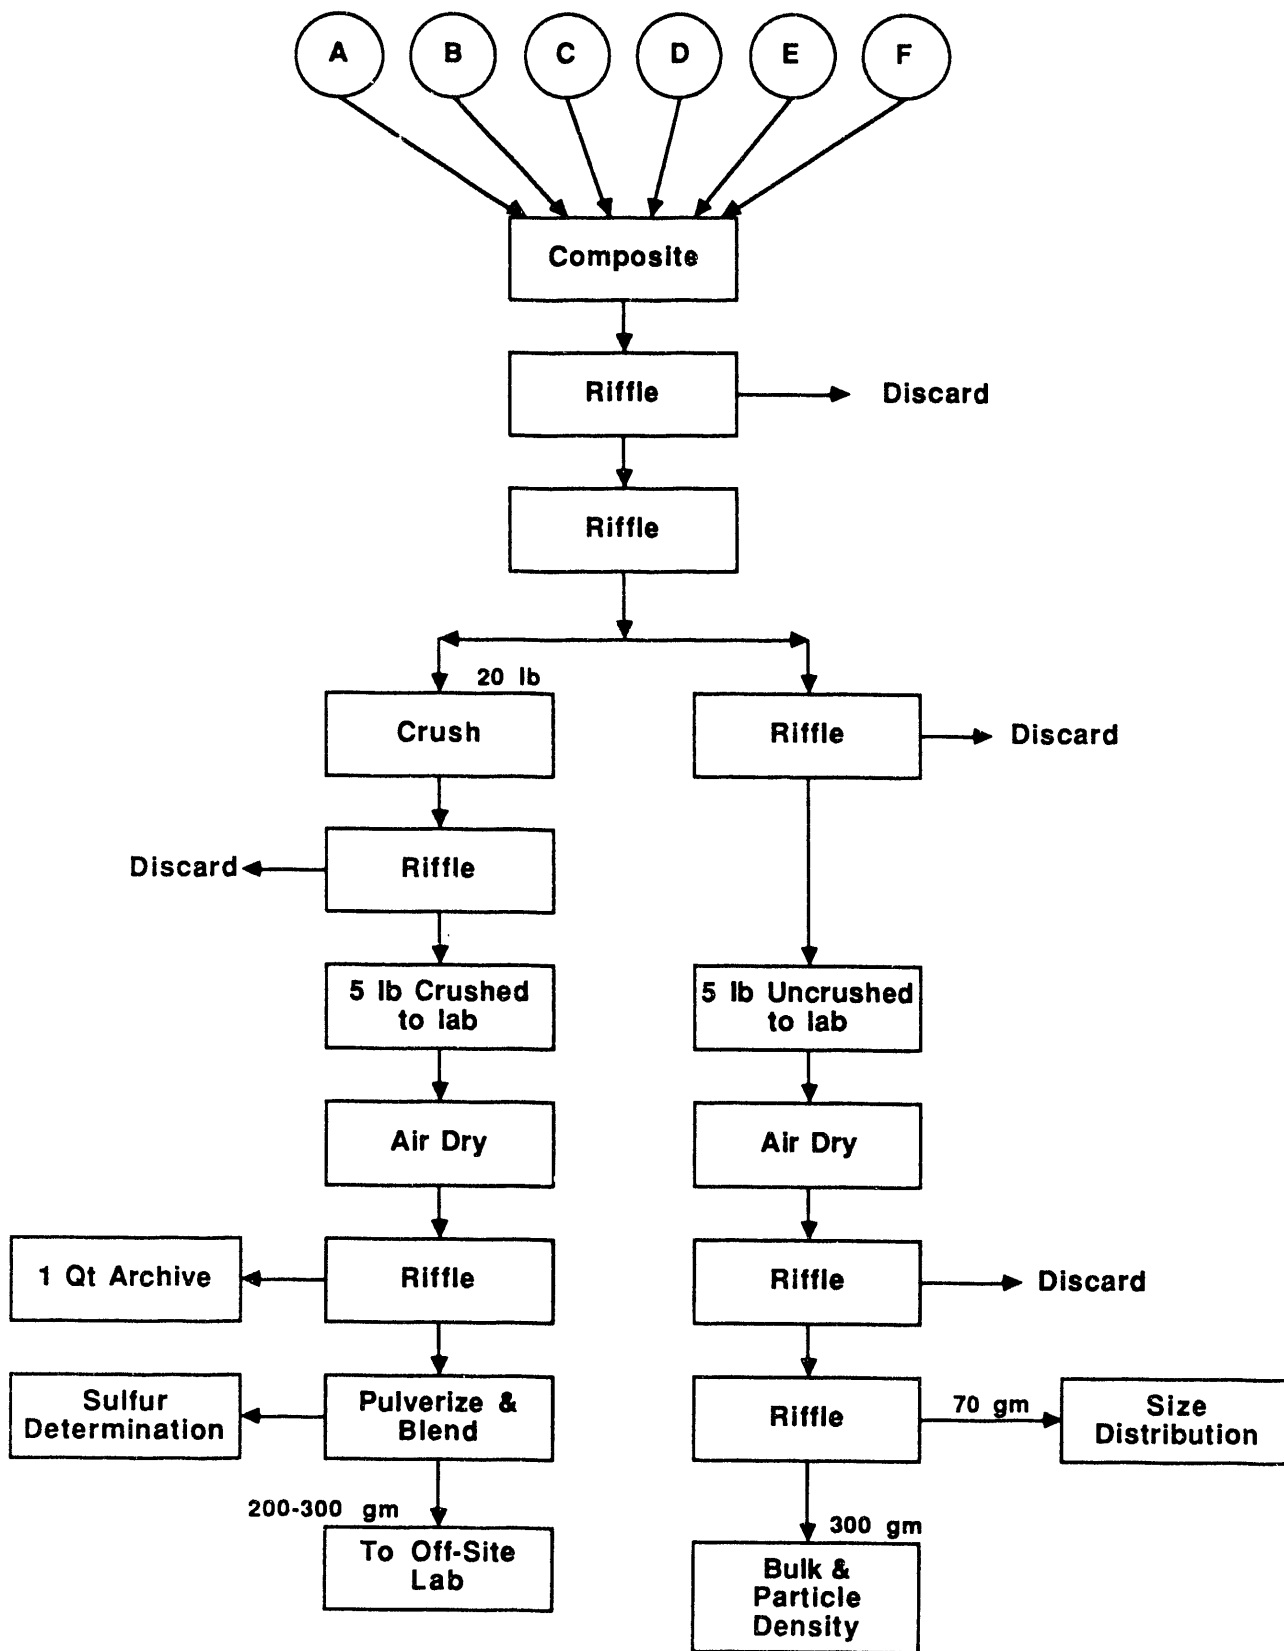 A B C D E F
Composite
Riffle
Discard
Riffle
20 lb
Crush
Riffle
Discard
Discard
Riffle
5 lb Crushed
to lab
5 lb Uncrushed
to lab
Air Dry
Air Dry
1 Qt Archive
Riffle
Riffle
Discard
Sulfur
Determination
Pulverize &
Blend
Riffle
70 gm
Size
Distribution
200-300 gm
To Off-Site
Lab
300 gm
Bulk &
Particle
Density